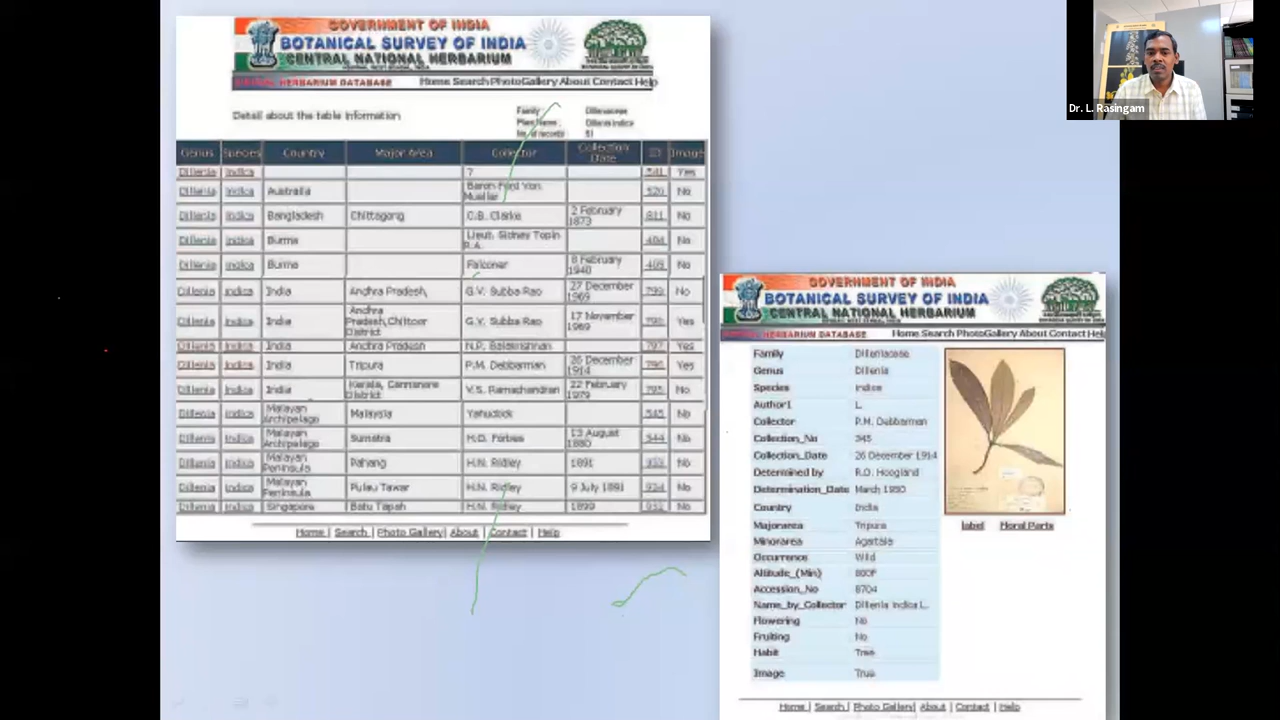 GOVERNMENT OF INDIA
BOTANICAL SURVEY OF INDIA
CENTRAL NATIONAL HERBARIUM
HERBARIUM DATABASE Home Search PhotoGallery About Contact Help
Detail about the table information
Family : Dilleniaceae
Plant Name : Dillenia indica
No of records
Genus Species Country Major Area Collector Collection Date ID Image
Dillenia indica ? 541 Yes
Dillenia indica Australia Baron Ferd Von Mueller No
Dillenia indica Bangladesh Chittagong C.B. Clarke 2 February 1873 No
Dillenia indica Burma Lieut. Sidney Topin R.A. No
Dillenia indica Burma Falconer 8 February 1940 No
Dillenia indica India Andhra Pradesh, G.V. Subba Rao 27 December 1969 799 No
Dillenia indica India Andhra Pradesh,Chitoor District G.V. Subba Rao 17 November 1969 Yes
Dillenia indica India Andhra Pradesh N.P. Balakrishnan 797 Yes
Dillenia indica India Tripura P.M. Debbarman 26 December 1914 796 Yes
Dillenia indica India Kerala, Cannanore District V.S. Ramachandran 22 February 1979 795 No
Dillenia indica Malayan Archipelago Malaysia 545 No
Dillenia indica Malayan Archipelago Sumatra H.O. Forbes 13 August 1880 544 No
Dillenia indica Malayan Peninsula Pahang H.N. Ridley 1891 933 No
Dillenia indica Malayan Peninsula Pulau Tawar H.N. Ridley 9 July 1891 934 No
Dillenia indica Singapore Batu Tapah H.N. Ridley 1899 No
Home | Search | Photo Gallery| About | Contact | Help
Dr. L. Rasingam
GOVERNMENT OF INDIA
BOTANICAL SURVEY OF INDIA
CENTRAL NATIONAL HERBARIUM
HERBARIUM DATABASE Home Search PhotoGallery About Contact Help
Family Dilleniaceae
Genus Dillenia
Species indica
Author1 L.
Collector P.M. Debbarman
Collection_No 345
Collection_Date 26 December 1914
Determined by R.D. Hoogland
Determination_Date March 1950
Country India
Majorarea Tripura
Minorarea Agartala
Occurrence Wild
Altitude_(Min) 800F
Accession_No 8704
Name_by_Collector Dillenia indica L.
Flowering No
Fruiting No
Habit Tree
Image True
label Floral Parts
Home | Search | Photo Gallery| About | Contact | Help